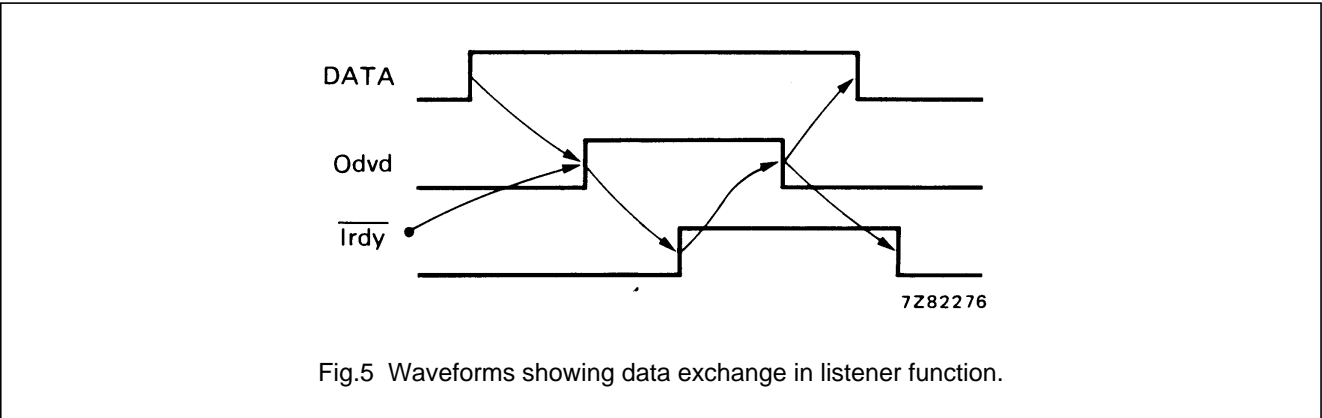 DATA
Odvd
Irdy
7Z82276
Fig.5 Waveforms showing data exchange in listener function.